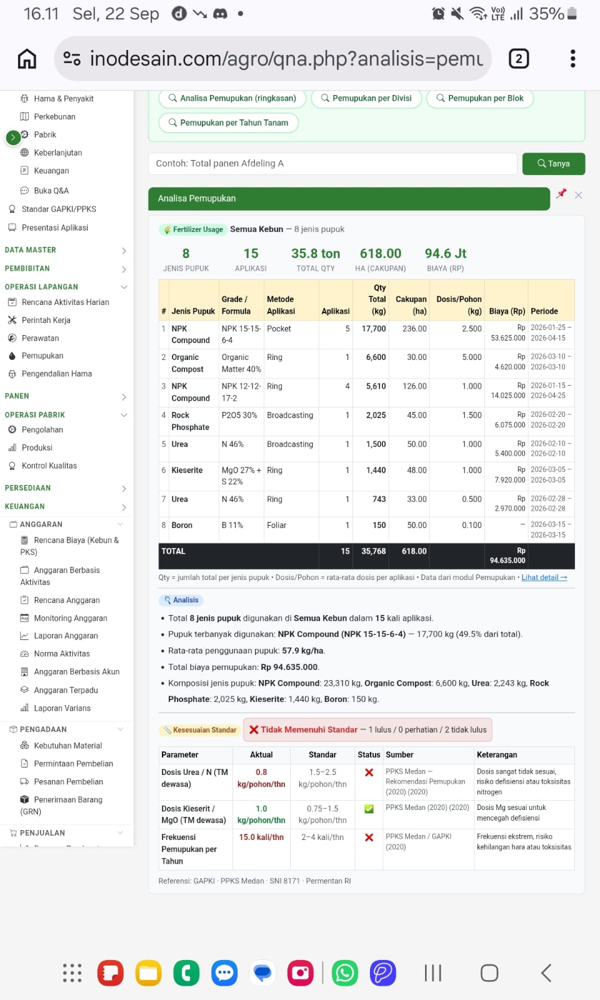 16.11 Sel, 22 Sep
Vo)) LTE 35%
inodesain.com/agro/qna.php?analisis=pemu
2
Hama & Penyakit
Perkebunan
Pabrik
Keberlanjutan
Keuangan
Buka Q&A
Standar GAPKI/PPKS
Presentasi Aplikasi
DATA MASTER
PEMBIBITAN
OPERASI LAPANGAN
Rencana Aktivitas Harian
Perintah Kerja
Perawatan
Pemupukan
Pengendalian Hama
PANEN
OPERASI PABRIK
Pengolahan
Produksi
Kontrol Kualitas
PERSEDIAAN
KEUANGAN
ANGGARAN
Rencana Biaya (Kebun &
PKS)
Anggaran Berbasis
Aktivitas
Rencana Anggaran
Monitoring Anggaran
Laporan Anggaran
Norma Aktivitas
Anggaran Berbasis Akun
Anggaran Terpadu
Laporan Varians
PENGADAAN
Kebutuhan Material
Permintaan Pembelian
Pesanan Pembelian
Penerimaan Barang
(GRN)
PENJUALAN
Analisa Pemupukan (ringkasan)
Pemupukan per Divisi
Pemupukan per Blok
Pemupukan per Tahun Tanam
Contoh: Total panen Afdeling A
Tanya
Analisa Pemupukan
Fertilizer Usage Semua Kebun — 8 jenis pupuk
8 15 35.8 ton 618.00 94.6 Jt
JENIS PUPUK APLIKASI TOTAL QTY HA (CAKUPAN) BIAYA (RP)
# Jenis Pupuk Grade / Formula Metode Aplikasi Aplikasi Qty Total (kg) Cakupan (ha) Dosis/Pohon (kg) Biaya (Rp) Periode
1 NPK Compound NPK 15-15-6-4 Pocket 5 17,700 236.00 2.500 Rp 53.625.000 2026-01-25 – 2026-04-15
2 Organic Compost Organic Matter 40% Ring 1 6,600 30.00 5.000 Rp 4.620.000 2026-03-10 – 2026-03-10
3 NPK Compound NPK 12-12-17-2 Ring 4 5,610 126.00 1.000 Rp 14.025.000 2026-01-15 – 2026-04-25
4 Rock Phosphate P2O5 30% Broadcasting 1 2,025 45.00 1.500 Rp 6.075.000 2026-02-20 – 2026-02-20
5 Urea N 46% Broadcasting 1 1,500 50.00 1.000 Rp 5.400.000 2026-02-10 – 2026-02-10
6 Kieserite MgO 27% + S 22% Ring 1 1,440 48.00 1.000 Rp 7.920.000 2026-03-05 – 2026-03-05
7 Urea N 46% Ring 1 743 33.00 0.500 Rp 2.970.000 2026-02-28 – 2026-02-28
8 Boron B 11% Foliar 1 150 50.00 0.100 — 2026-03-15 – 2026-03-15
TOTAL 15 35,768 618.00 Rp 94.635.000
Qty = jumlah total per jenis pupuk • Dosis/Pohon = rata-rata dosis per aplikasi • Data dari modul Pemupukan • Lihat detail →
Analisis
• Total 8 jenis pupuk digunakan di Semua Kebun dalam 15 kali aplikasi.
• Pupuk terbanyak digunakan: NPK Compound (NPK 15-15-6-4) — 17,700 kg (49.5% dari total).
• Rata-rata penggunaan pupuk: 57.9 kg/ha.
• Total biaya pemupukan: Rp 94.635.000.
• Komposisi jenis pupuk: NPK Compound: 23,310 kg, Organic Compost: 6,600 kg, Urea: 2,243 kg, Rock
Phosphate: 2,025 kg, Kieserite: 1,440 kg, Boron: 150 kg.
Kesesuaian Standar ❌ Tidak Memenuhi Standar — 1 lulus / 0 perhatian / 2 tidak lulus
Parameter Aktual Standar Status Sumber Keterangan
Dosis Urea / N (TM dewasa) 0.8 kg/pohon/thn 1.5–2.5 kg/pohon/thn ❌ PPKS Medan — Rekomendasi Pemupukan (2020) (2020) Dosis sangat tidak sesuai, risiko defisiensi atau toksisitas nitrogen
Dosis Kieserit / MgO (TM dewasa) 1.0 kg/pohon/thn 0.75–1.5 kg/pohon/thn ✅ PPKS Medan (2020) (2020) Dosis Mg sesuai untuk mencegah defisiensi
Frekuensi Pemupukan per Tahun 15.0 kali/thn 2–4 kali/thn ❌ PPKS Medan / GAPKI (2020) Frekuensi ekstrem, risiko kehilangan hara atau toksisitas
Referensi: GAPKI · PPKS Medan · SNI 8171 · Permentan RI